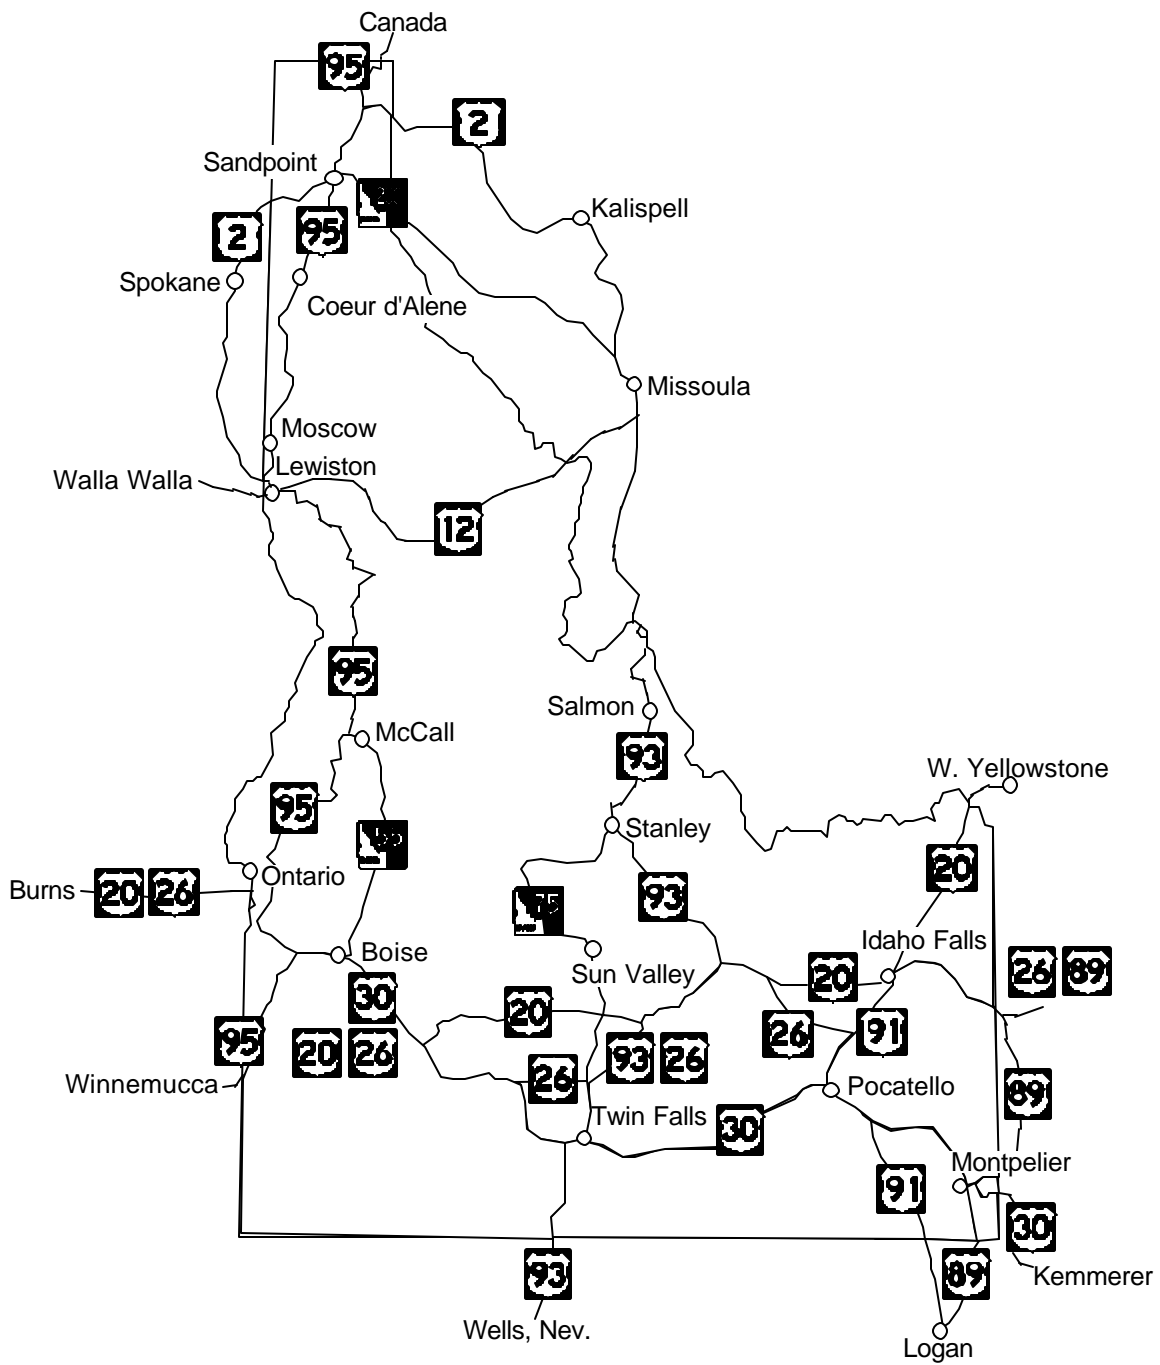 Canada
95
2
Sandpoint
Kalispell
2
95
Spokane
Coeur d'Alene
Missoula
Moscow
Lewiston
Walla Walla
12
95
Salmon
McCall
93
W. Yellowstone
95
Stanley
20
Burns
20
26
Ontario
93
Boise
Idaho Falls
Sun Valley
26
89
30
20
20
95
20
26
93
26
26
91
Winnemucca
26
89
Pocatello
Twin Falls
30
Montpelier
91
30
93
89
Kemmerer
Wells, Nev.
Logan